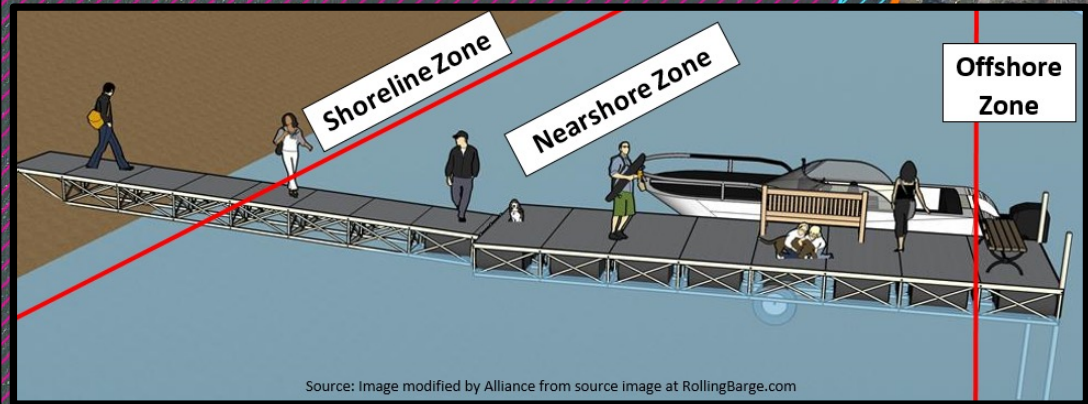 Shoreline Zone
Nearshore Zone
Offshore
Zone
Source: Image modified by Alliance from source image at RollingBarge.com